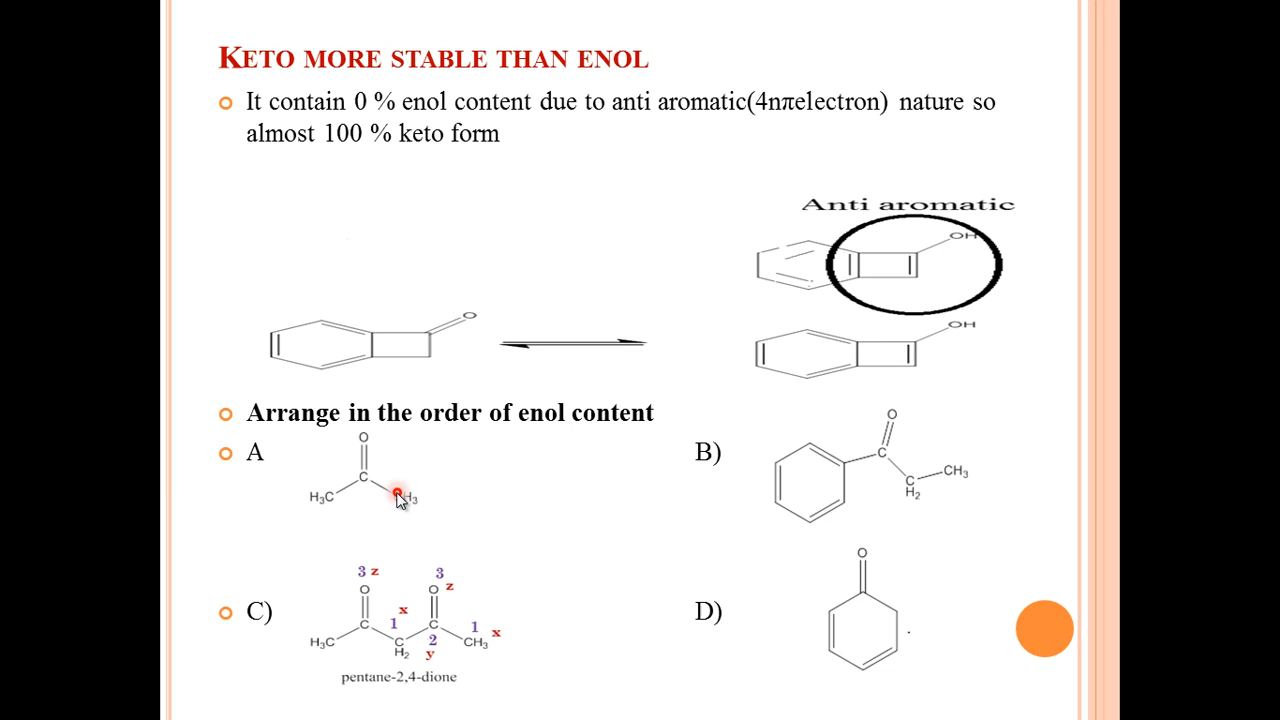 KETO MORE STABLE THAN ENOL
It contain 0 % enol content due to anti aromatic(4nπelectron) nature so
almost 100 % keto form
Anti aromatic
OH
O
OH
Arrange in the order of enol content
A
O
C
H₃C
H₃
B)
O
C
C
H₂
CH₃
C)
3 z
3
z
O
O
x
1
C
C
1
x
H₃C
C
H₂
2
y
CH₃
pentane-2,4-dione
D)
O